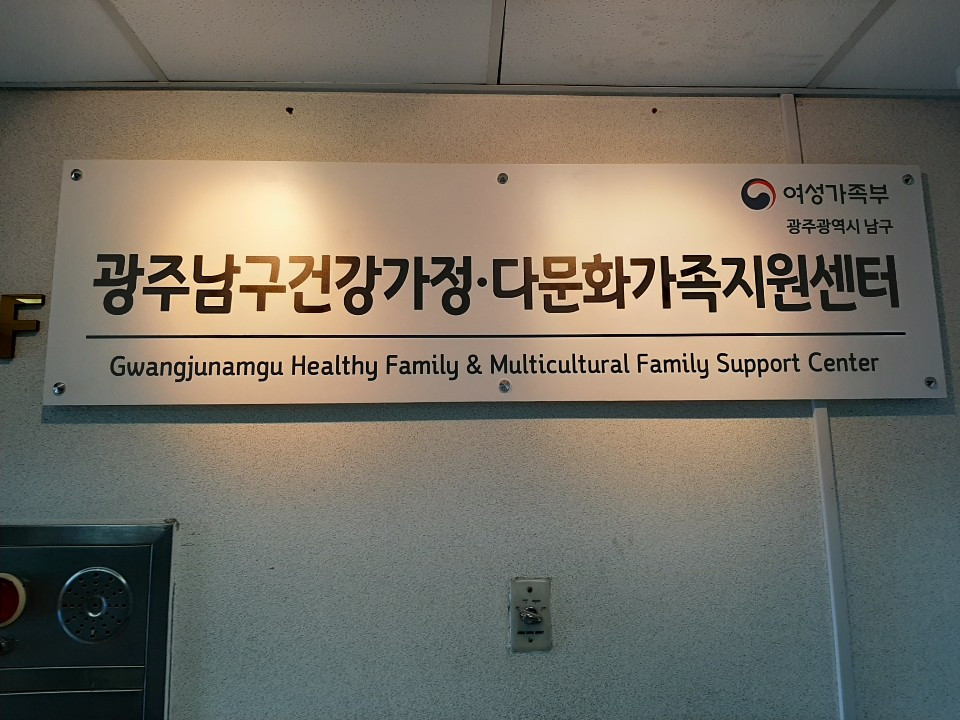 여성가족부
광주광역시 남구
광주남구건강가정·다문화가족지원센터
Gwangjunamgu Healthy Family & Multicultural Family Support Center
F